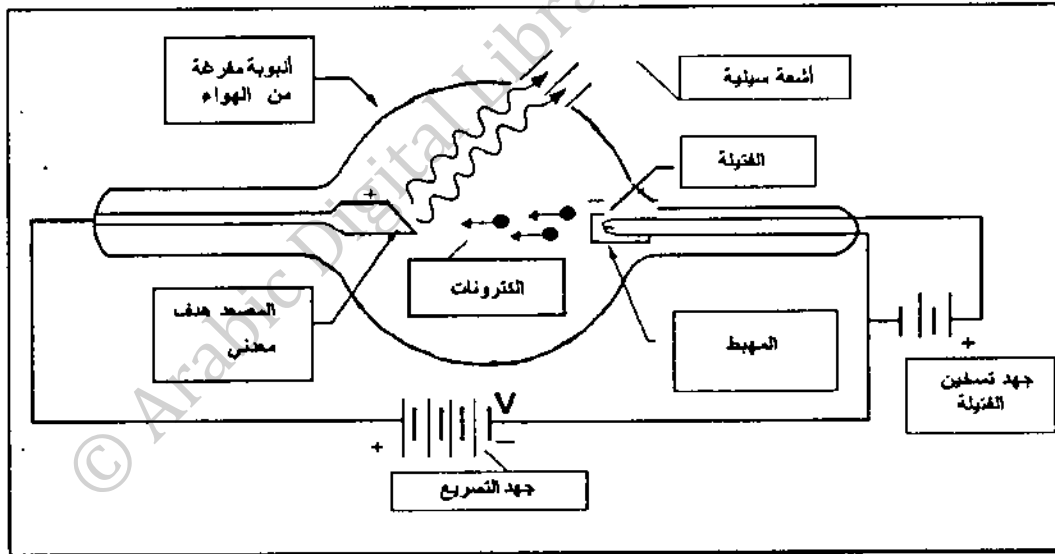 أنبوبة مفرغة
من الهواء
أشعة سينية
الفتيلة
+
−
الكترونات
المصعد هدف
معدني
المهبط
+
جهد تسخين
الفتيلة
V
+
−
جهد التسريع
© Arabic Digital Library